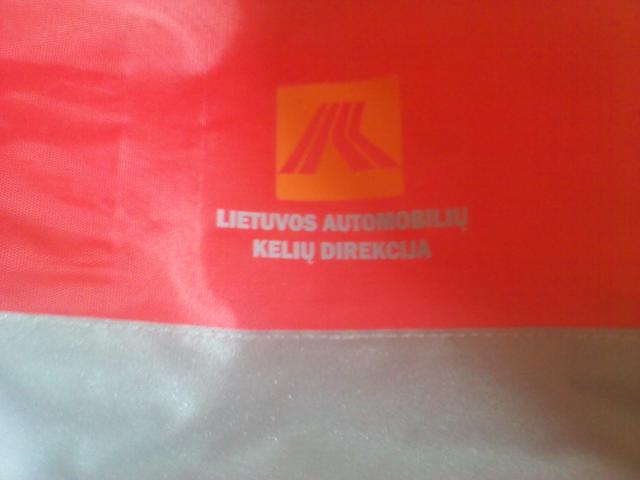 LIETUVOS AUTOMOBILIŲ
KELIŲ DIREKCIJA